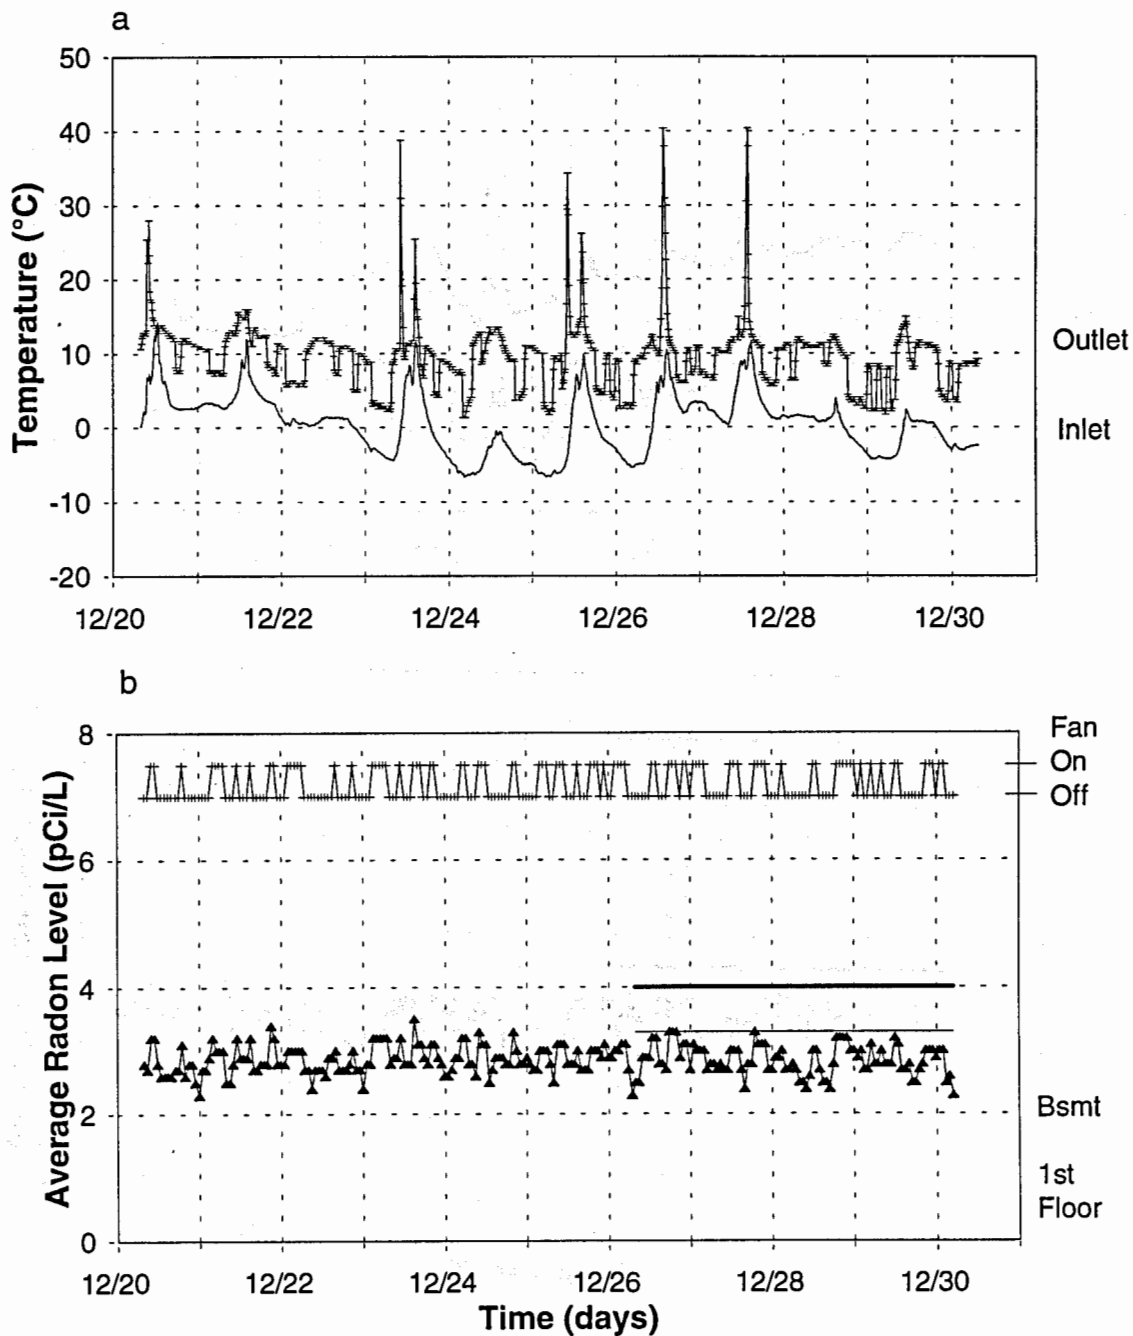 a
50
40
30
20
10
0
-10
-20
Temperature (°C)
Outlet
Inlet
12/20 12/22 12/24 12/26 12/28 12/30
b
8
6
4
2
0
Average Radon Level (pCi/L)
Fan
On
Off
Bsmt
1st
Floor
12/20 12/22 12/24 12/26 12/28 12/30
Time (days)